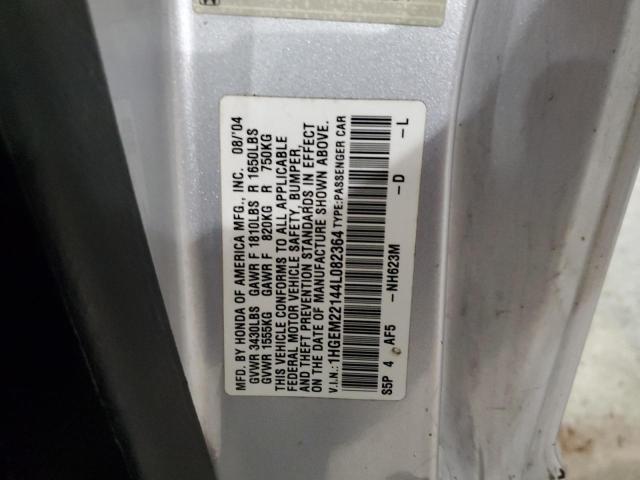 MFD. BY HONDA OF AMERICA MFG., INC. 08/'04
GVWR 3450LBS GAWR F 1810LBS R 1650LBS
GVWR 1555KG GAWR F 820KG R 750KG
THIS VEHICLE CONFORMS TO ALL APPLICABLE
FEDERAL MOTOR VEHICLE SAFETY, BUMPER,
AND THEFT PREVENTION STANDARDS IN EFFECT
ON THE DATE OF MANUFACTURE SHOWN ABOVE.
V.I.N.: 1HGEM22144L082364 TYPE: PASSENGER CAR
S5P 4 AF5 -NH623M -D -L